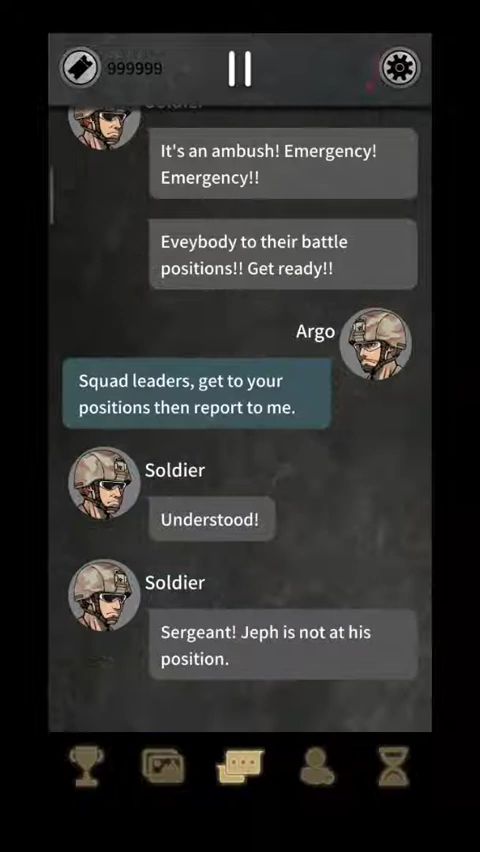 999999
Soldier
It's an ambush! Emergency!
Emergency!!
Eveybody to their battle
positions!! Get ready!!
Argo
Squad leaders, get to your
positions then report to me.
Soldier
Understood!
Soldier
Sergeant! Jeph is not at his
position.